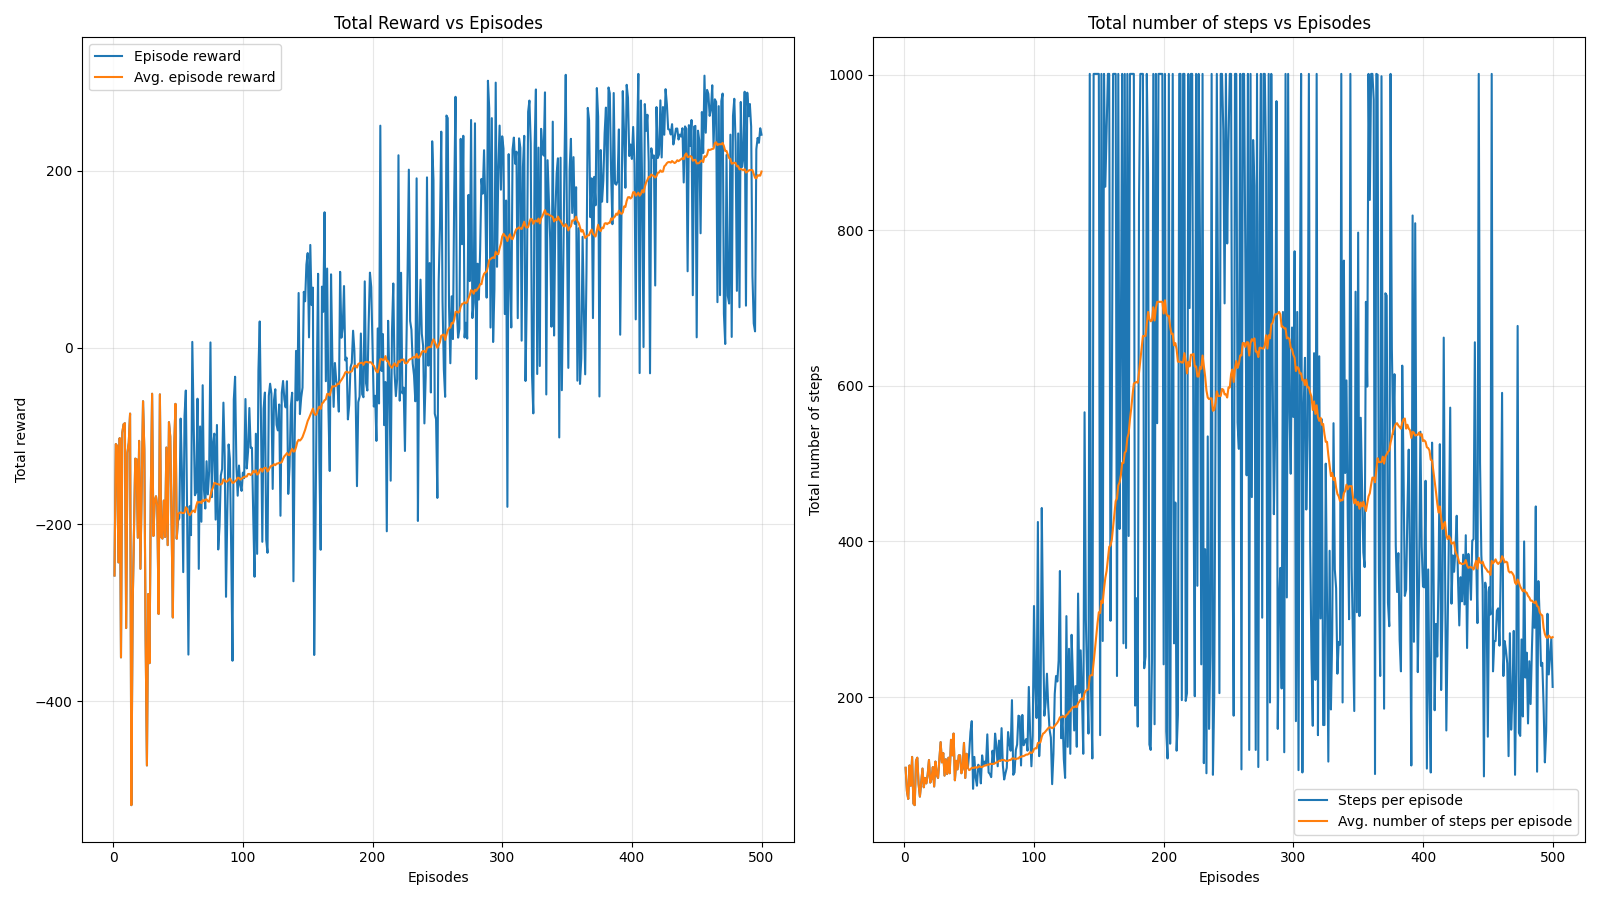 Total Reward vs Episodes
Episode reward
Avg. episode reward
Total reward
200
0
−200
−400
0 100 200 300 400 500
Episodes
Total number of steps vs Episodes
Total number of steps
1000
800
600
400
200
Steps per episode
Avg. number of steps per episode
0 100 200 300 400 500
Episodes